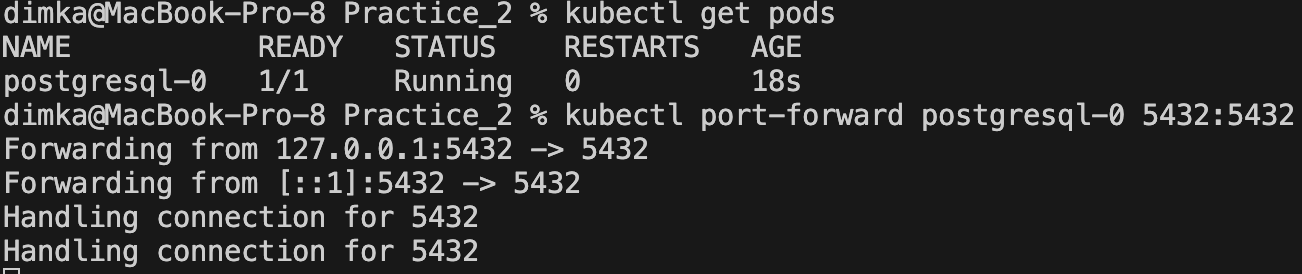 dimka@MacBook-Pro-8 Practice_2 % kubectl get pods
NAME           READY   STATUS    RESTARTS   AGE
postgresql-0   1/1     Running   0          18s
dimka@MacBook-Pro-8 Practice_2 % kubectl port-forward postgresql-0 5432:5432
Forwarding from 127.0.0.1:5432 -> 5432
Forwarding from [::1]:5432 -> 5432
Handling connection for 5432
Handling connection for 5432